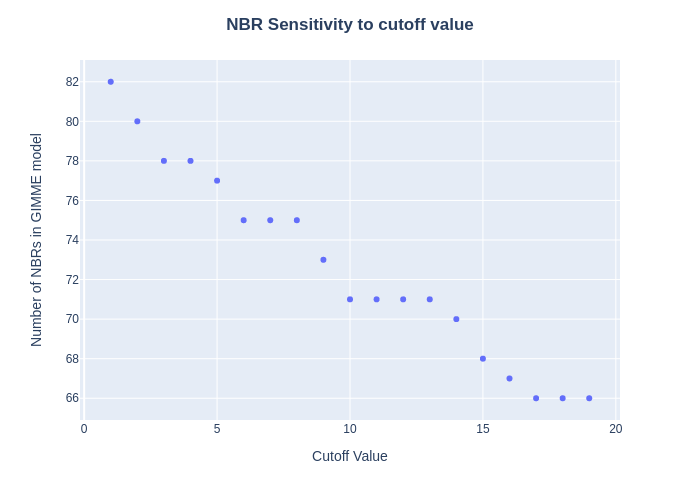 NBR Sensitivity to cutoff value
Number of NBRs in GIMME model
82
80
78
76
74
72
70
68
66
0 5 10 15 20
Cutoff Value